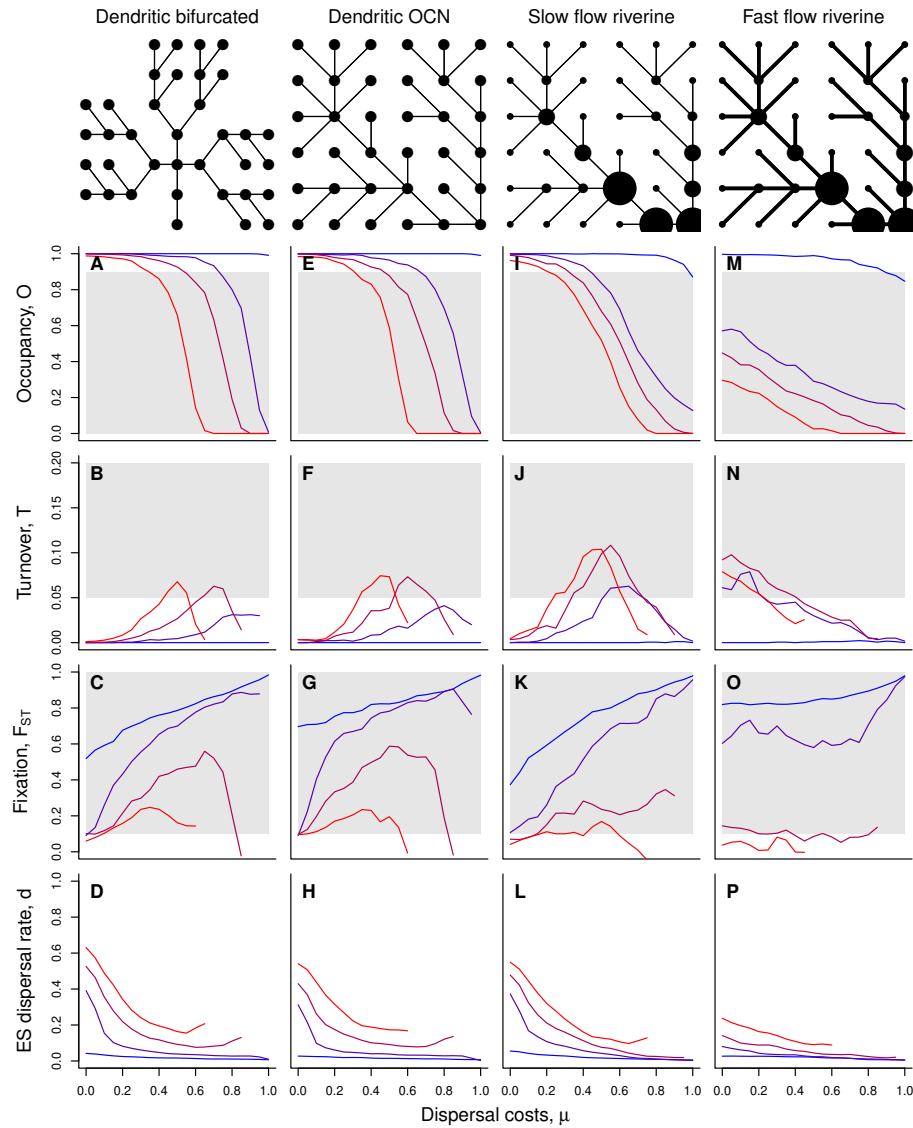 Dendritic bifurcated Dendritic OCN Slow flow riverine Fast flow riverine
Occupancy, O
1.0
0.8
0.6
0.4
0.2
0.0
A E I M
Turnover, T
0.20
0.15
0.10
0.05
0.00
B F J N
Fixation, FST
1.0
0.8
0.6
0.4
0.2
0.0
C G K O
ES dispersal rate, d
1.0
0.8
0.6
0.4
0.2
0.0
D H L P
0.0 0.2 0.4 0.6 0.8 1.0 0.0 0.2 0.4 0.6 0.8 1.0 0.0 0.2 0.4 0.6 0.8 1.0 0.0 0.2 0.4 0.6 0.8 1.0
Dispersal costs, μ